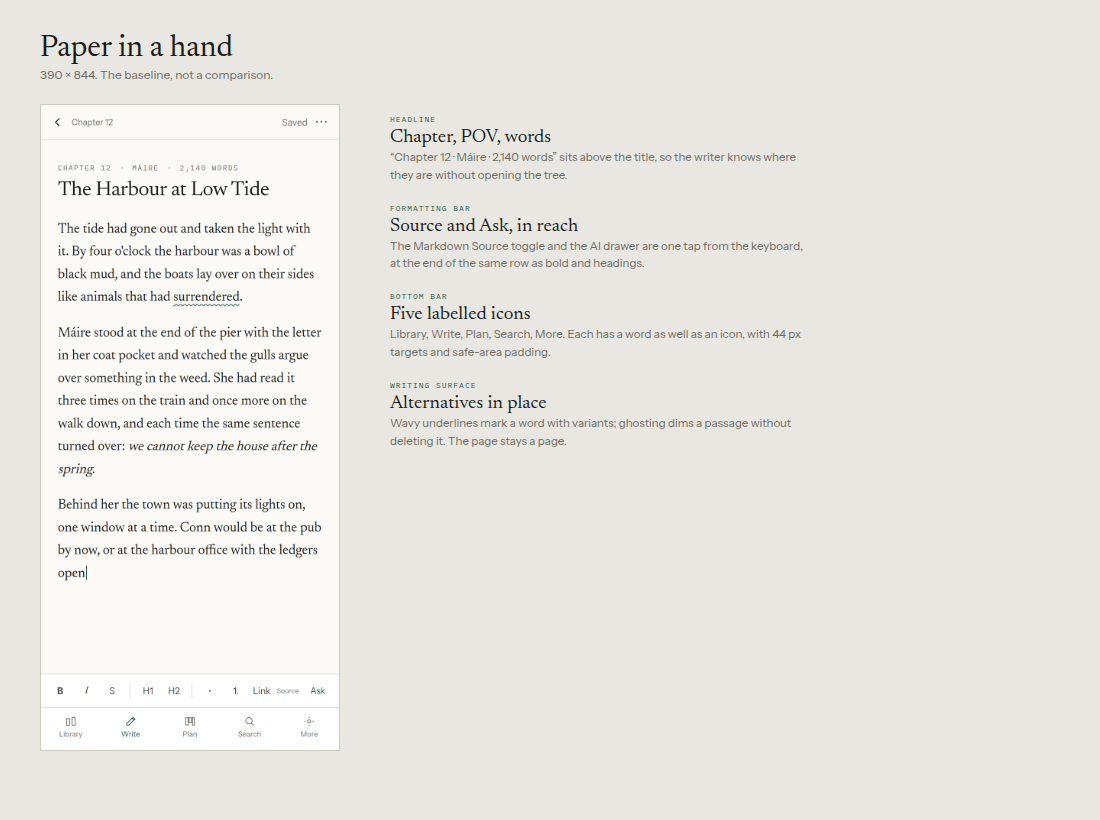 Paper in a hand
390 × 844. The baseline, not a comparison.
Chapter 12
Saved
CHAPTER 12 · MÁIRE · 2,140 WORDS
The Harbour at Low Tide
The tide had gone out and taken the light with
it. By four o'clock the harbour was a bowl of
black mud, and the boats lay over on their sides
like animals that had surrendered.
Máire stood at the end of the pier with the letter
in her coat pocket and watched the gulls argue
over something in the weed. She had read it
three times on the train and once more on the
walk down, and each time the same sentence
turned over: we cannot keep the house after the
spring.
Behind her the town was putting its lights on,
one window at a time. Conn would be at the pub
by now, or at the harbour office with the ledgers
open
B I S H1 H2 · 1. Link Source Ask
Library Write Plan Search More
HEADLINE
Chapter, POV, words
“Chapter 12 · Máire · 2,140 words” sits above the title, so the writer knows where
they are without opening the tree.
FORMATTING BAR
Source and Ask, in reach
The Markdown Source toggle and the AI drawer are one tap from the keyboard,
at the end of the same row as bold and headings.
BOTTOM BAR
Five labelled icons
Library, Write, Plan, Search, More. Each has a word as well as an icon, with 44 px
targets and safe-area padding.
WRITING SURFACE
Alternatives in place
Wavy underlines mark a word with variants; ghosting dims a passage without
deleting it. The page stays a page.